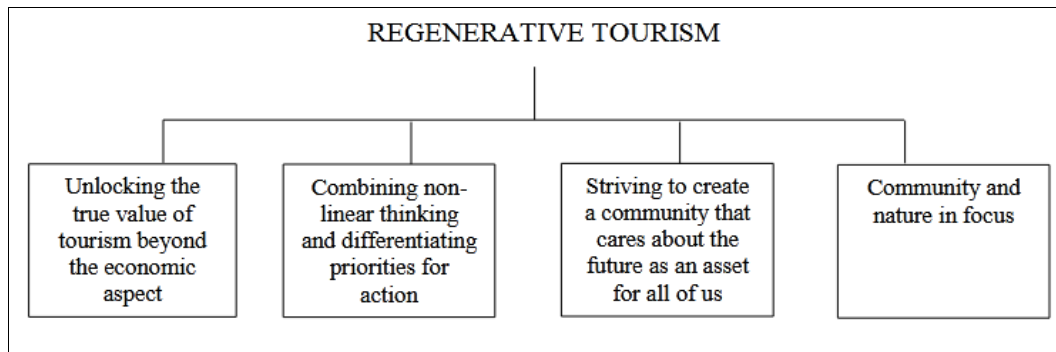 REGENERATIVE TOURISM
Unlocking the
true value of
tourism beyond
the economic
aspect
Combining non-
linear thinking
and differentiating
priorities for
action
Striving to create
a community that
cares about the
future as an asset
for all of us
Community and
nature in focus